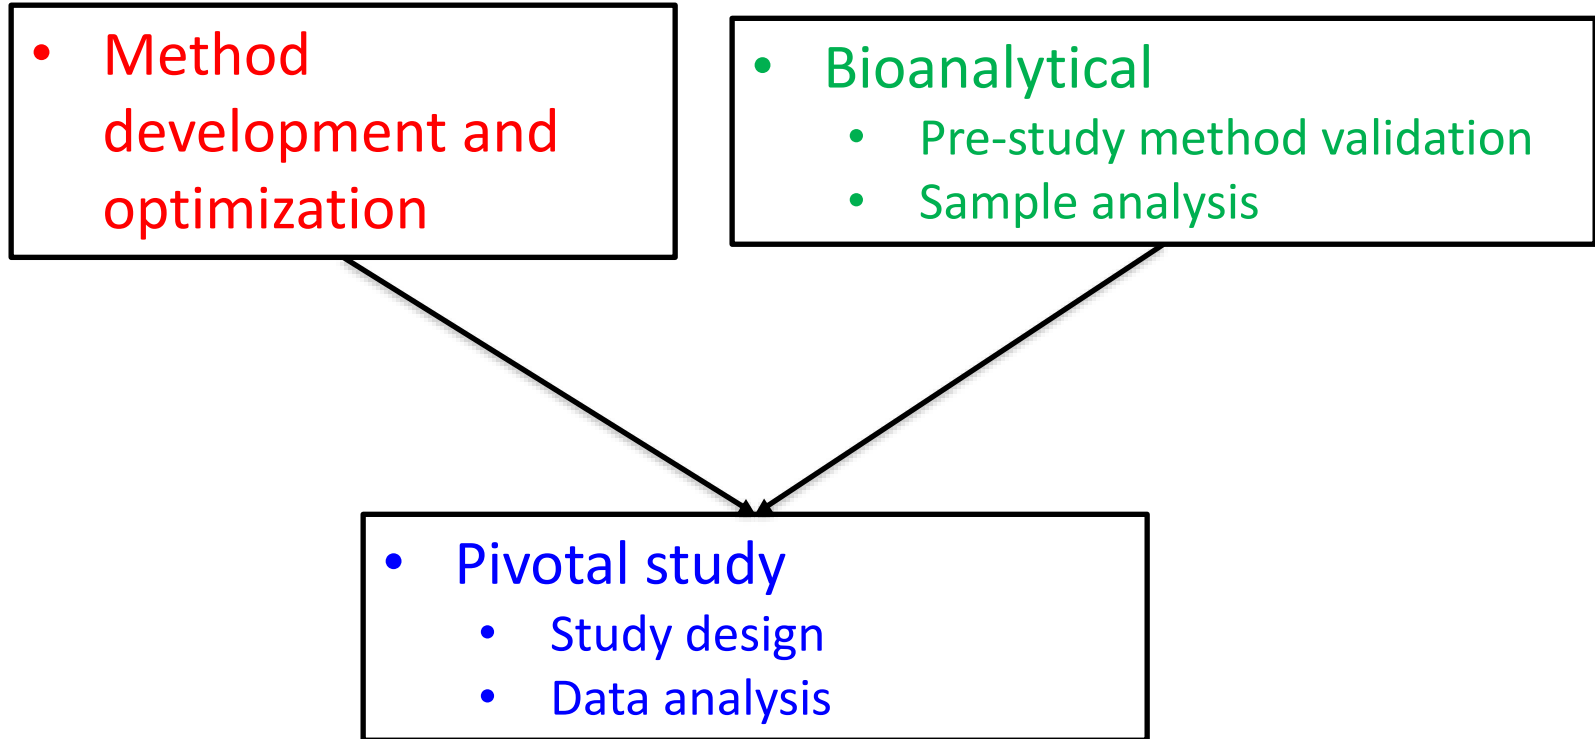 • Method
development and
optimization
• Bioanalytical
• Pre-study method validation
• Sample analysis
• Pivotal study
• Study design
• Data analysis